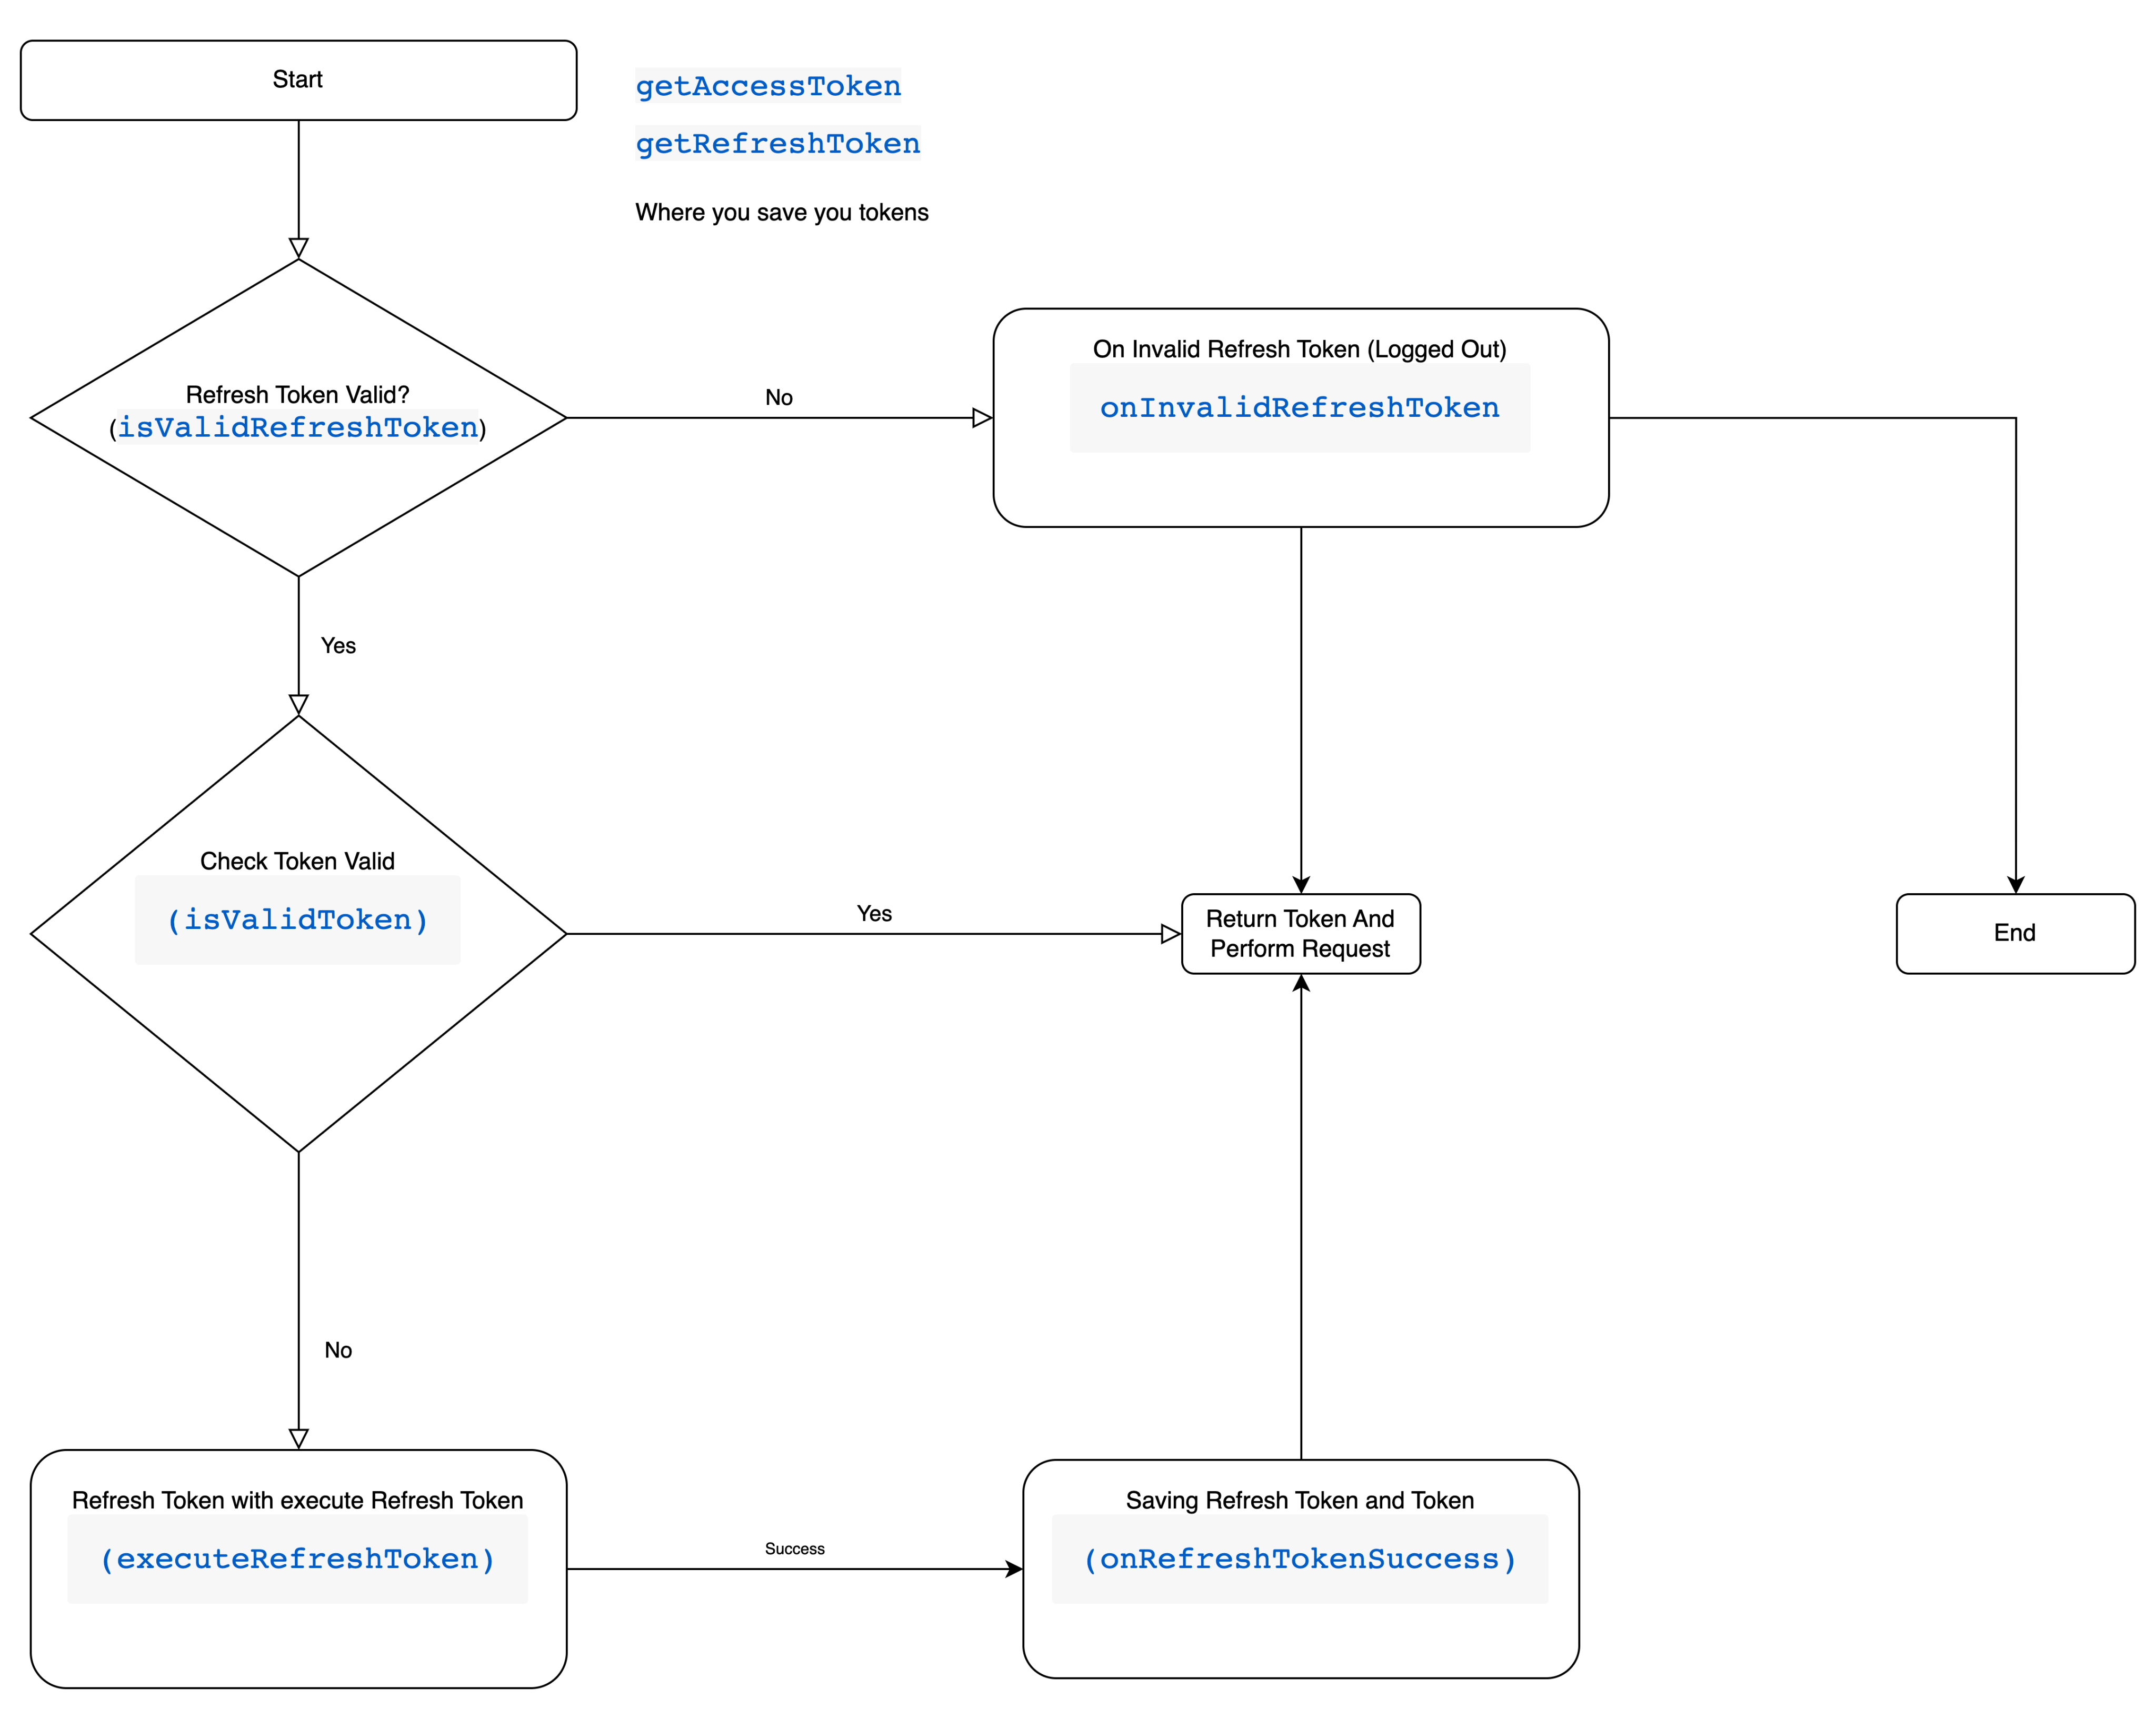 Start
getAccessToken
getRefreshToken
Where you save you tokens
Refresh Token Valid?
(isValidRefreshToken)
No
On Invalid Refresh Token (Logged Out)
onInvalidRefreshToken
Yes
Check Token Valid
(isValidToken)
Yes
Return Token And
Perform Request
End
No
Refresh Token with execute Refresh Token
(executeRefreshToken)
Success
Saving Refresh Token and Token
(onRefreshTokenSuccess)